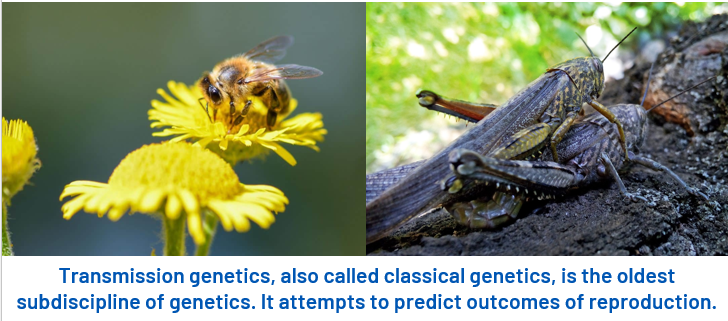 Transmission genetics, also called classical genetics, is the oldest
subdiscipline of genetics. It attempts to predict outcomes of reproduction.